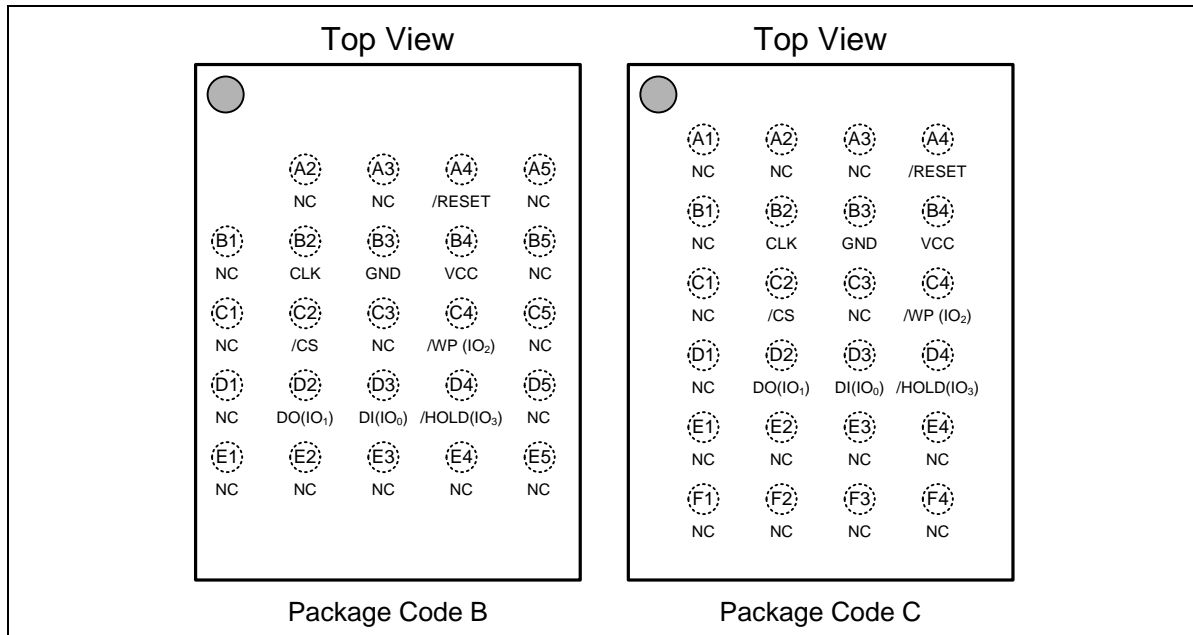 Top View
A2 A3 A4 A5
NC NC /RESET NC
B1 B2 B3 B4 B5
NC CLK GND VCC NC
C1 C2 C3 C4 C5
NC /CS NC /WP (IO₂) NC
D1 D2 D3 D4 D5
NC DO(IO₁) DI(IO₀) /HOLD(IO₃) NC
E1 E2 E3 E4 E5
NC NC NC NC NC
Package Code B
Top View
A1 A2 A3 A4
NC NC NC /RESET
B1 B2 B3 B4
NC CLK GND VCC
C1 C2 C3 C4
NC /CS NC /WP (IO₂)
D1 D2 D3 D4
NC DO(IO₁) DI(IO₀) /HOLD(IO₃)
E1 E2 E3 E4
NC NC NC NC
F1 F2 F3 F4
NC NC NC NC
Package Code C